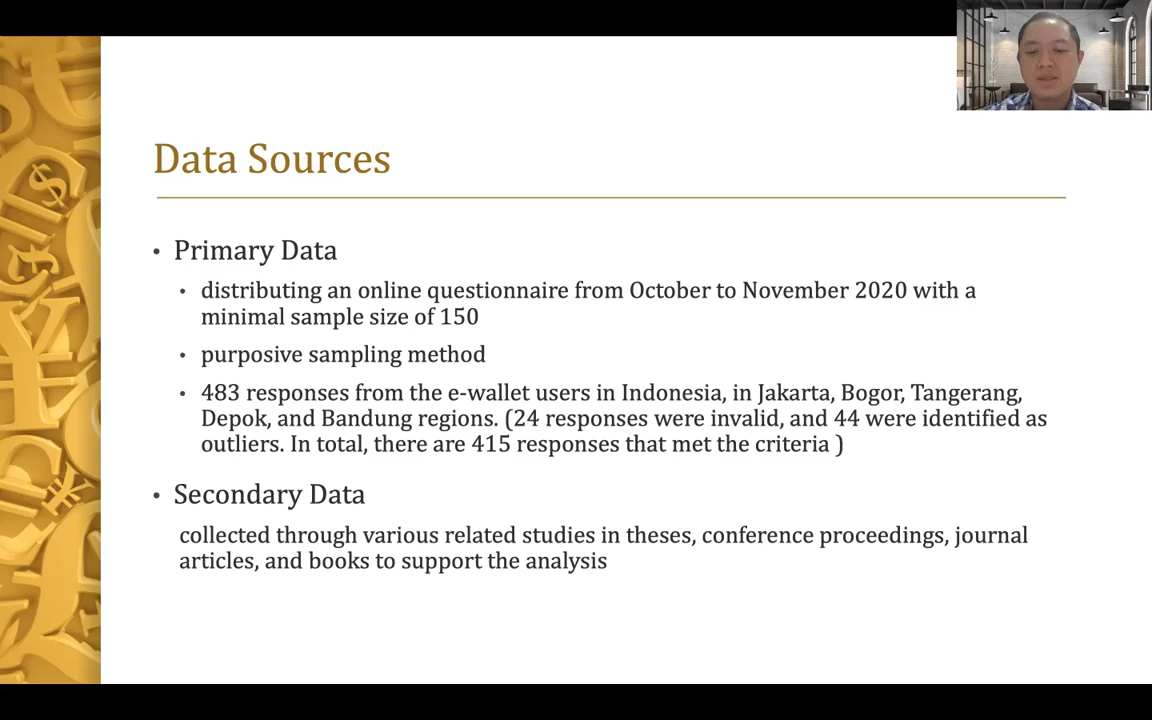 Data Sources
• Primary Data
• distributing an online questionnaire from October to November 2020 with a
minimal sample size of 150
• purposive sampling method
• 483 responses from the e-wallet users in Indonesia, in Jakarta, Bogor, Tangerang,
Depok, and Bandung regions. (24 responses were invalid, and 44 were identified as
outliers. In total, there are 415 responses that met the criteria )
• Secondary Data
collected through various related studies in theses, conference proceedings, journal
articles, and books to support the analysis